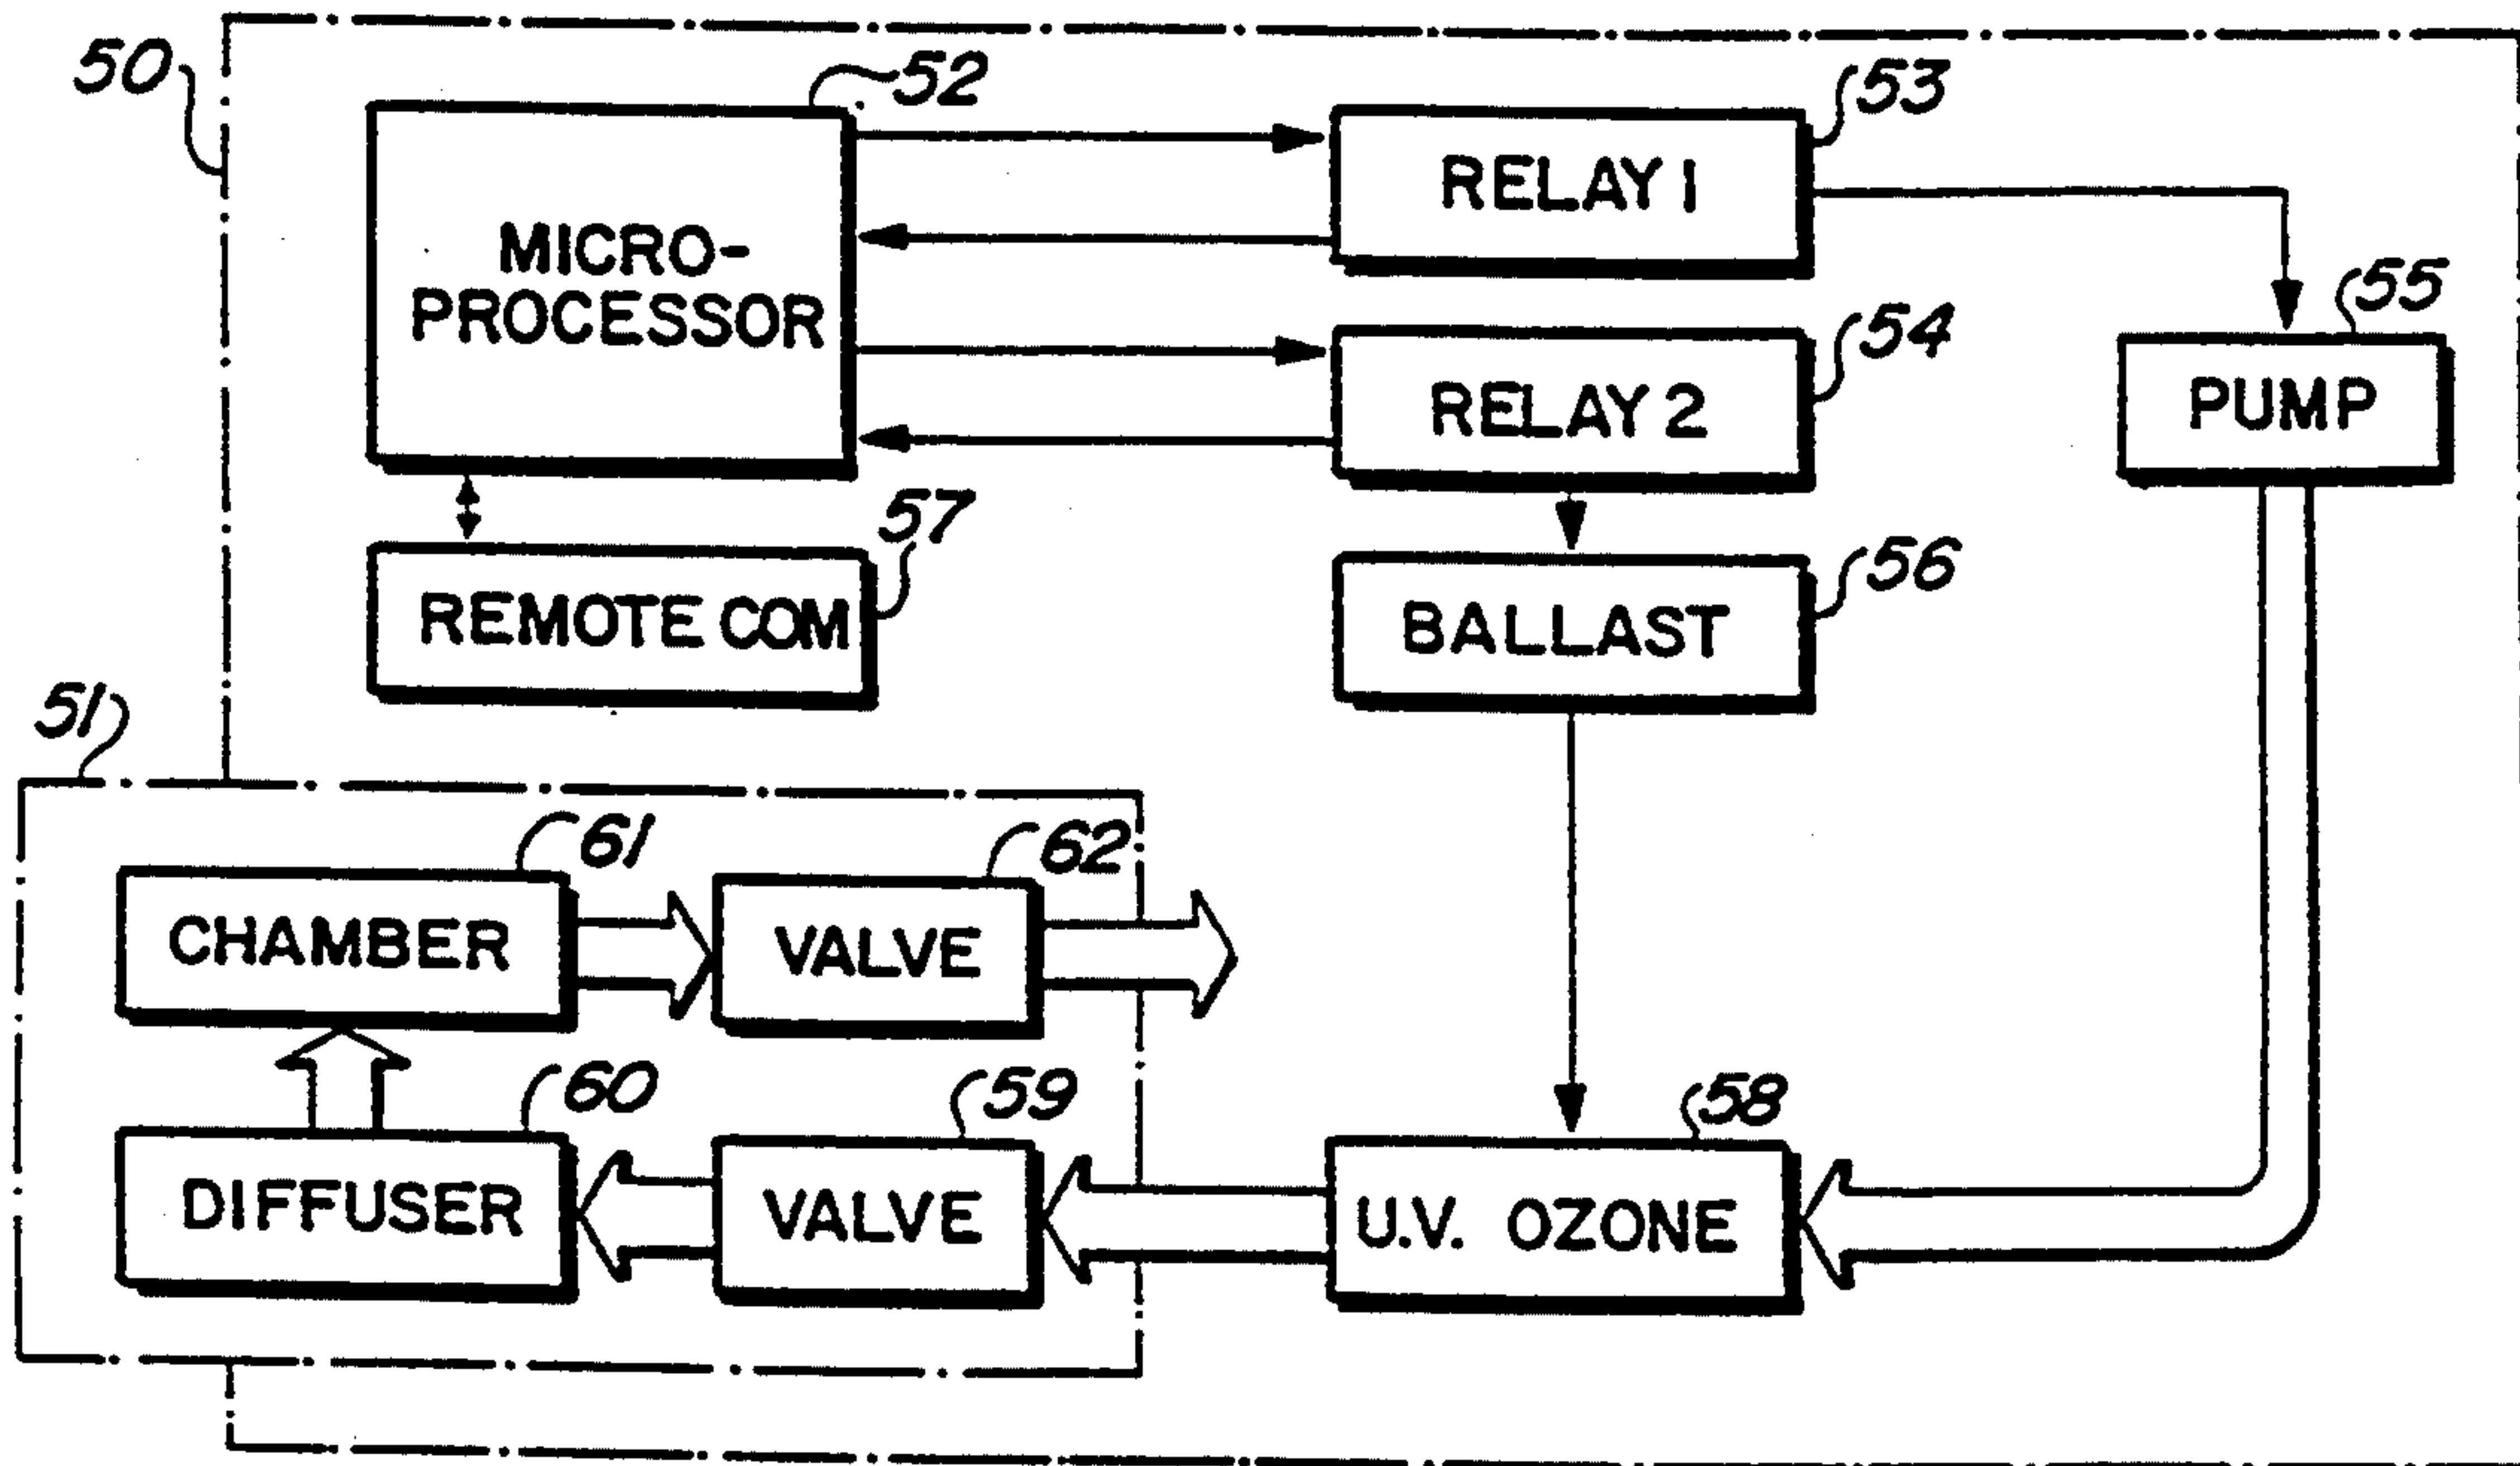 50
52
53
RELAY 1
MICRO-
PROCESSOR
55
54
PUMP
RELAY 2
57
56
REMOTE COM
BALLAST
51
61
62
CHAMBER
VALVE
60
59
58
DIFFUSER
VALVE
U.V. OZONE